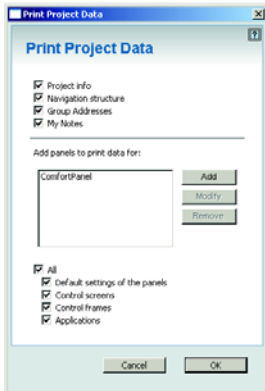 Print Project Data
Print Project Data
Project info
Navigation structure
Group Addresses
My Notes
Add panels to print data for:
ComfortPanel
Add
Modify
Remove
All
Default settings of the panels
Control screens
Control frames
Applications
Cancel
OK